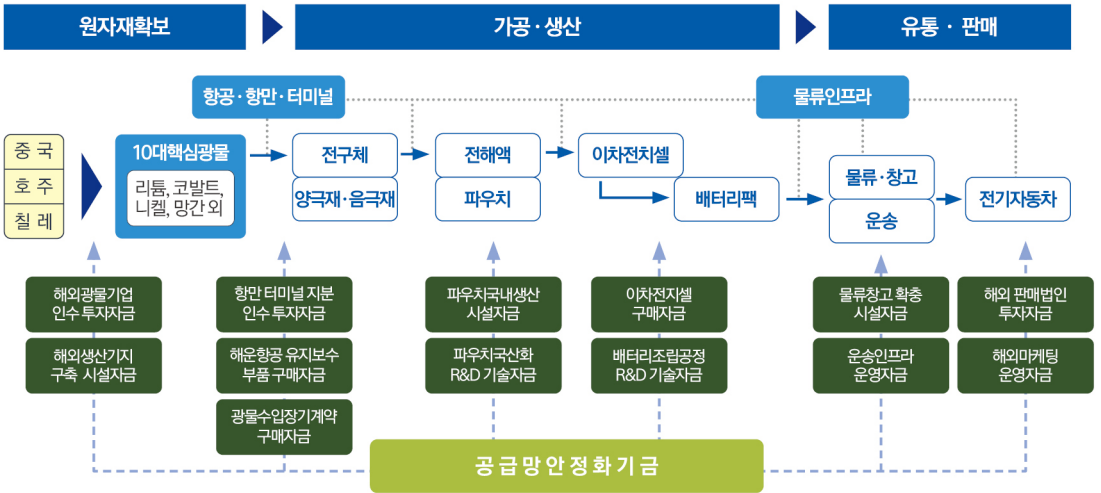 원자재확보
가공·생산
유통 · 판매
항공·항만·터미널
물류인프라
중 국
호 주
칠 레
10대핵심광물
리튬, 코발트,
니켈, 망간 외
전구체
양극재·음극재
전해액
파우치
이차전치셀
배터리팩
물류·창고
운송
전기자동차
해외광물기업
인수 투자자금
해외생산기지
구축 시설자금
항만 터미널 지분
인수 투자자금
해운항공 유지보수
부품 구매자금
광물수입장기계약
구매자금
파우치국내생산
시설자금
파우치국산화
R&D 기술자금
이차전지셀
구매자금
배터리조립공정
R&D 기술자금
물류창고 확충
시설자금
운송인프라
운영자금
해외 판매법인
투자자금
해외마케팅
운영자금
공급망안정화기금